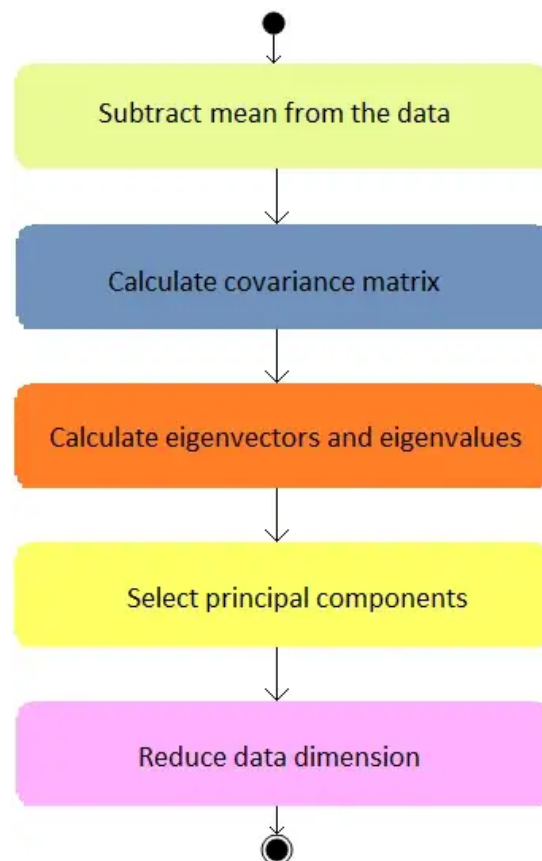 Subtract mean from the data
Calculate covariance matrix
Calculate eigenvectors and eigenvalues
Select principal components
Reduce data dimension